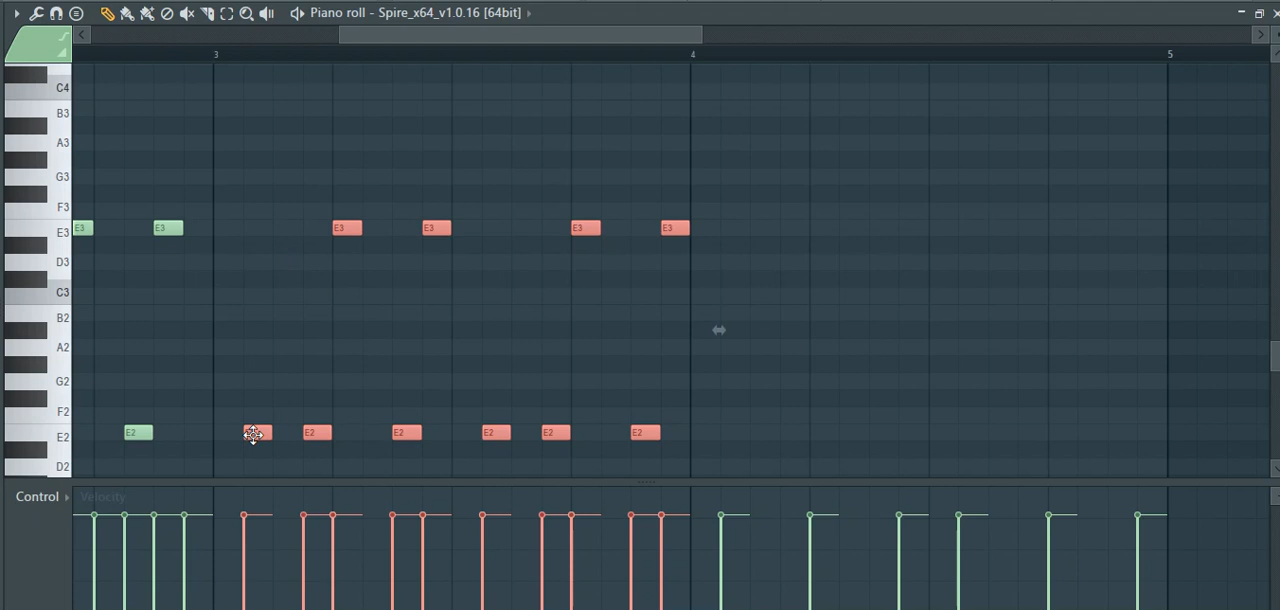 Piano roll - Spire_x64_v1.0.16 [64bit]
3 4 5
C4
B3
A3
G3
F3
E3 E3 E3 E3 E3 E3 E3
D3
C3
B2
A2
G2
F2
E2 E2 E2 E2 E2 E2 E2
D2
Control Velocity